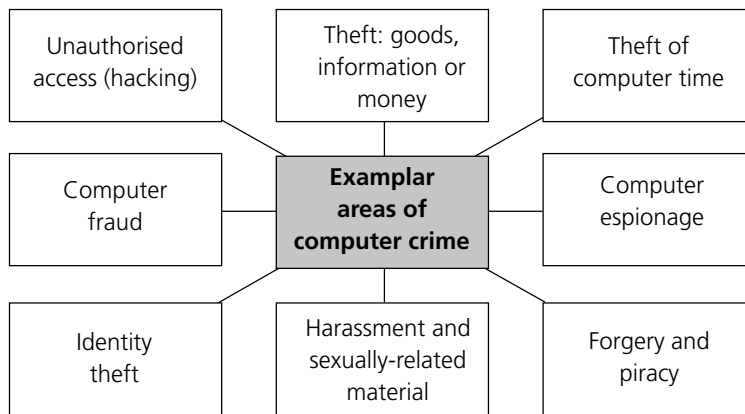 Unauthorised
access (hacking)
Theft: goods,
information or
money
Theft of
computer time
Computer
fraud
Examplar
areas of
computer crime
Computer
espionage
Identity
theft
Harassment and
sexually-related
material
Forgery and
piracy